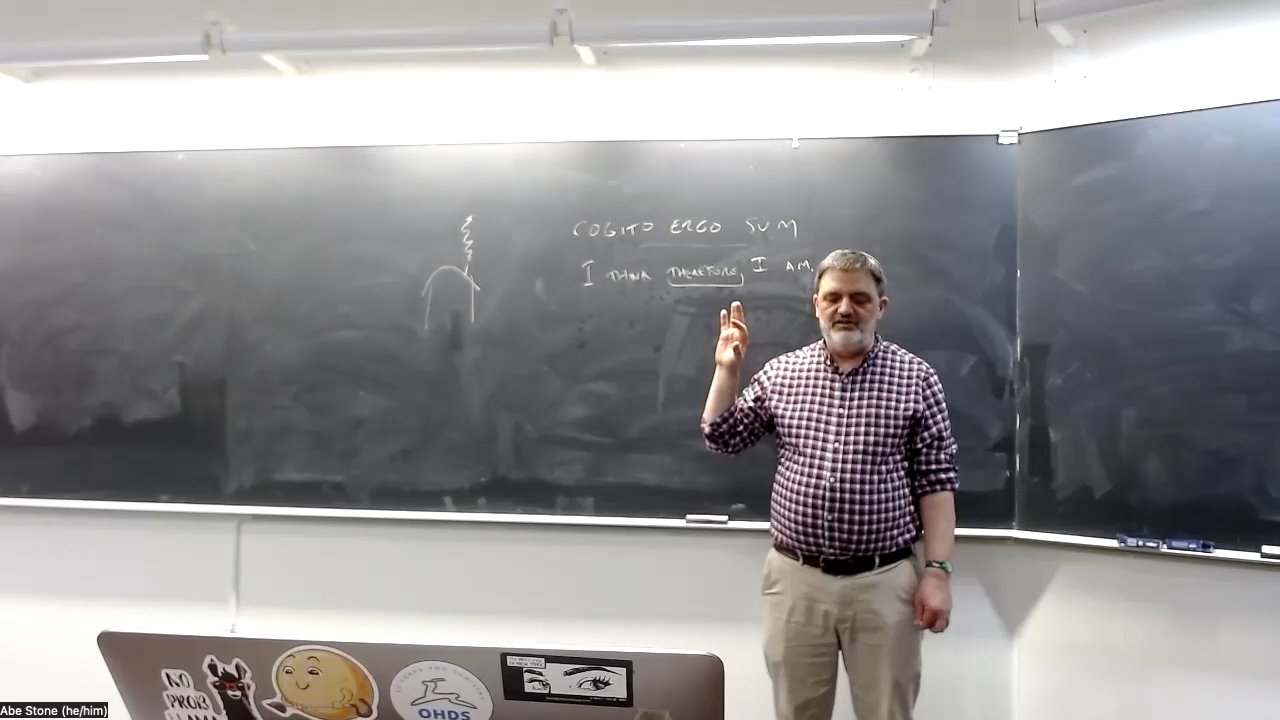 COGITO ERGO SUM
I THINK THEREFORE, I AM.
NO
PROB
LLAMA
OHDS
Abe Stone (he/him)